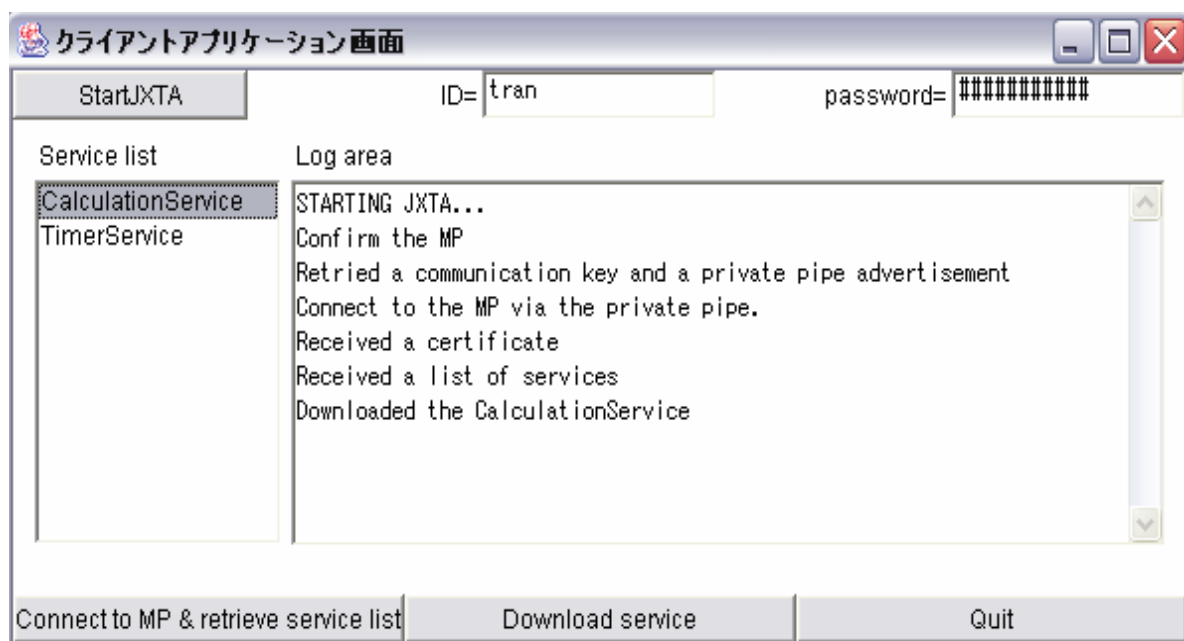 クライアントアプリケーション画面
StartJXTA ID= tran password= ###########
Service list Log area
CalculationService
TimerService
STARTING JXTA...
Confirm the MP
Retried a communication key and a private pipe advertisement
Connect to the MP via the private pipe.
Received a certificate
Received a list of services
Downloaded the CalculationService
Connect to MP & retrieve service list Download service Quit